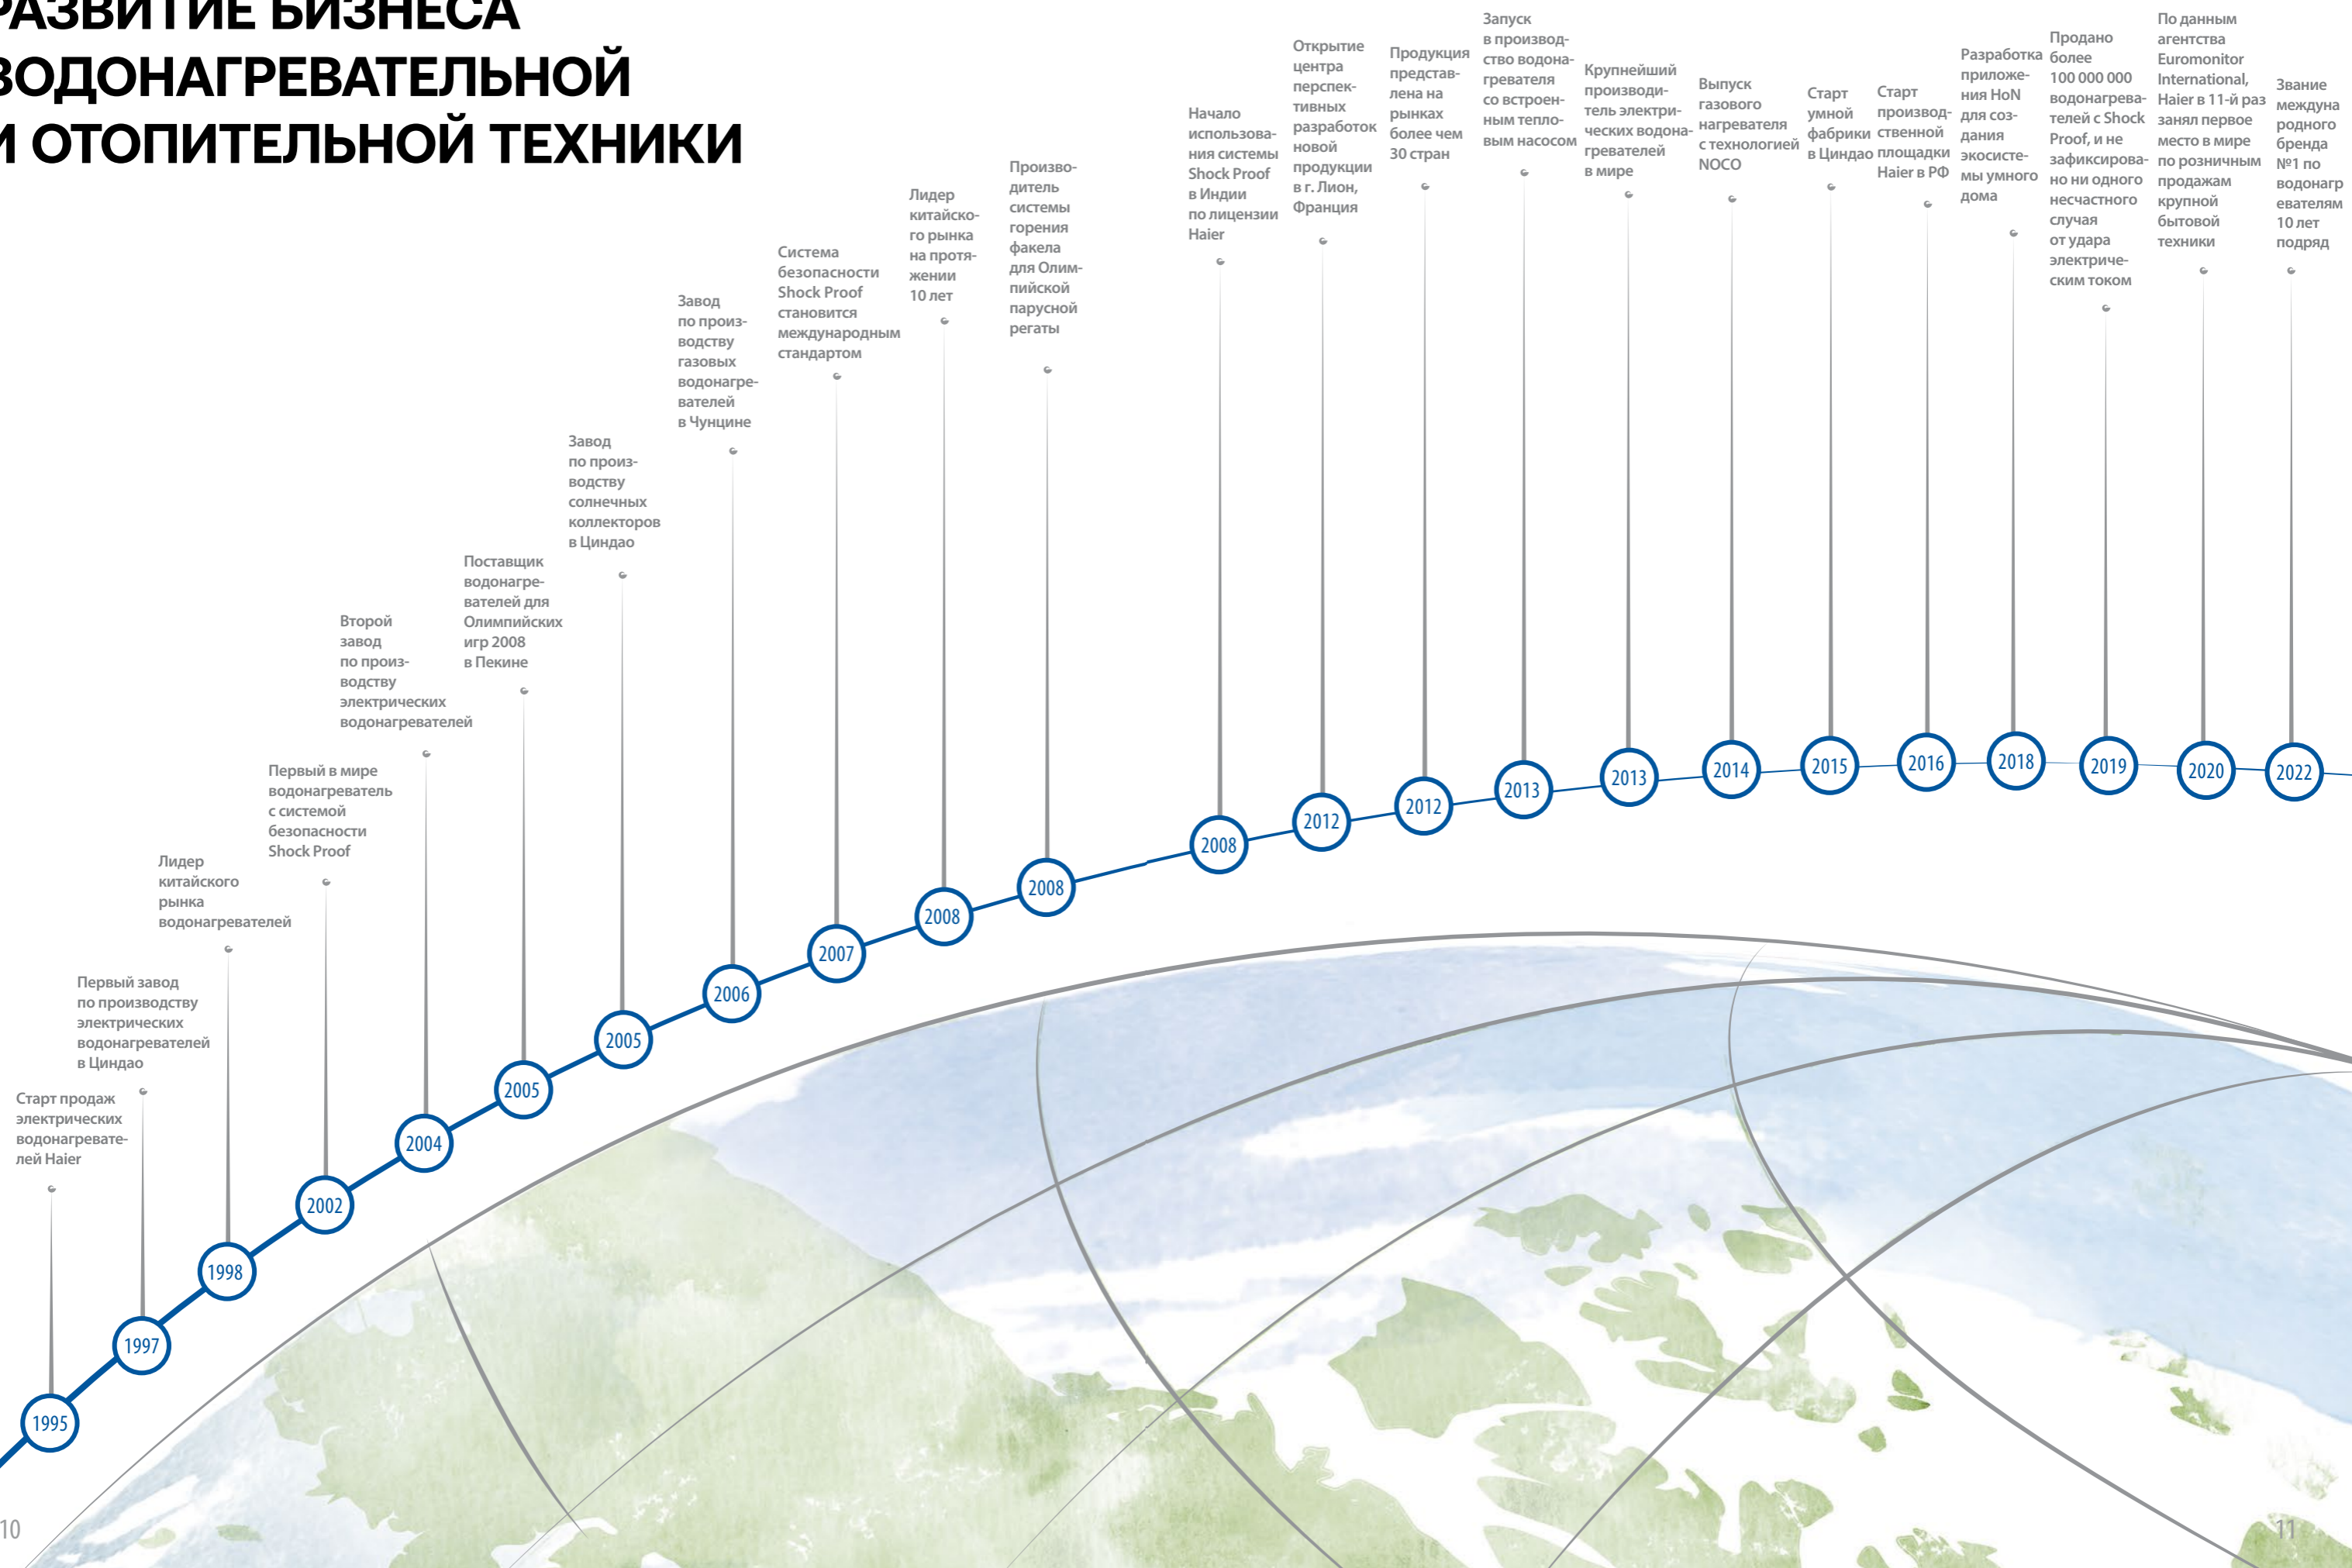 РАЗВИТИЕ БИЗНЕСА
ВОДОНАГРЕВАТЕЛЬНОЙ
И ОТОПИТЕЛЬНОЙ ТЕХНИКИ
Старт продаж
электрических
водонагревате-
лей Haier
1995
Первый завод
по производству
электрических
водонагревателей
в Циндао
1997
Лидер
китайского
рынка
водонагревателей
1998
Первый в мире
водонагреватель
с системой
безопасности
Shock Proof
2002
Второй
завод
по произ-
водству
электрических
водонагревателей
2004
Поставщик
водонагре-
вателей для
Олимпийских
игр 2008
в Пекине
2005
Завод
по произ-
водству
солнечных
коллекторов
в Циндао
2005
Завод
по произ-
водству
газовых
водонагре-
вателей
в Чунцине
2006
Система
безопасности
Shock Proof
становится
международным
стандартом
2007
Лидер
китайско-
го рынка
на протя-
жении
10 лет
2008
Произво-
дитель
системы
горения
факела
для Олим-
пийской
парусной
регаты
2008
Начало
использова-
ния системы
Shock Proof
в Индии
по лицензии
Haier
2008
Открытие
центра
перспек-
тивных
разработок
новой
продукции
в г. Лион,
Франция
2012
Продукция
представ-
лена на
рынках
более чем
30 стран
2012
Запуск
в производ-
ство водона-
гревателя
со встроен-
ным тепло-
вым насосом
2013
Крупнейший
производи-
тель электри-
ческих водона-
гревателей
в мире
2013
Выпуск
газового
нагревателя
с технологией
NOCO
2014
Старт
умной
фабрики
в Циндао
2015
Старт
производ-
ственной
площадки
Haier в РФ
2016
Разработка
приложе-
ния HoN
для соз-
дания
экосисте-
мы умного
дома
2018
Продано
более
100 000 000
водонагрева-
телей с Shock
Proof, и не
зафиксирова-
но ни одного
несчастного
случая
от удара
электриче-
ским током
2019
По данным
агентства
Euromonitor
International,
Haier в 11-й раз
занял первое
место в мире
по розничным
продажам
крупной
бытовой
техники
2020
Звание
междуна
родного
бренда
№1 по
водонагр
евателям
10 лет
подряд
2022
10
11